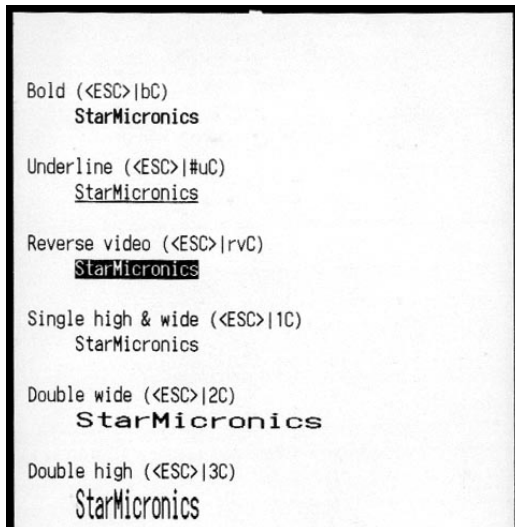 Bold (<ESC>|bC)
StarMicronics
Underline (<ESC>|#uC)
StarMicronics
Reverse video (<ESC>|rvC)
StarMicronics
Single high & wide (<ESC>|1C)
StarMicronics
Double wide (<ESC>|2C)
StarMicronics
Double high (<ESC>|3C)
StarMicronics